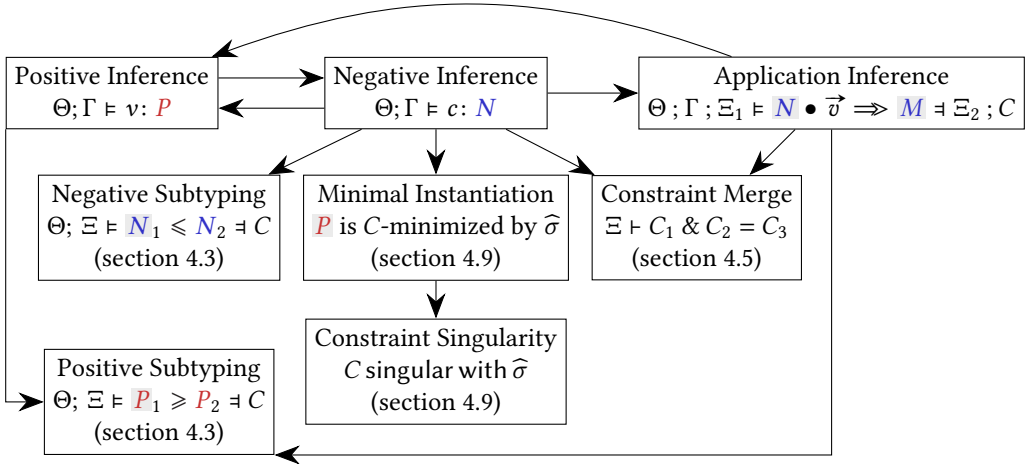 Positive Inference
Θ; Γ ⊨ v: P
Negative Inference
Θ; Γ ⊨ c: N
Application Inference
Θ ; Γ ; Ξ₁ ⊨ N ● v⃗ ⇒⇒ M ⫤ Ξ₂ ; C
Negative Subtyping
Θ; Ξ ⊨ N₁ ⩽ N₂ ⫤ C
(section 4.3)
Minimal Instantiation
P is C-minimized by σ̂
(section 4.9)
Constraint Merge
Ξ ⊢ C₁ & C₂ = C₃
(section 4.5)
Constraint Singularity
C singular with σ̂
(section 4.9)
Positive Subtyping
Θ; Ξ ⊨ P₁ ⩾ P₂ ⫤ C
(section 4.3)